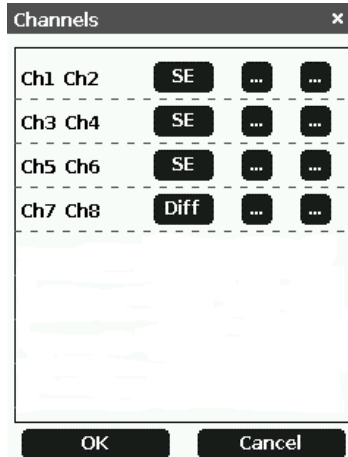 Channels ×
Ch1 Ch2 SE ... ...
Ch3 Ch4 SE ... ...
Ch5 Ch6 SE ... ...
Ch7 Ch8 Diff ... ...
OK Cancel